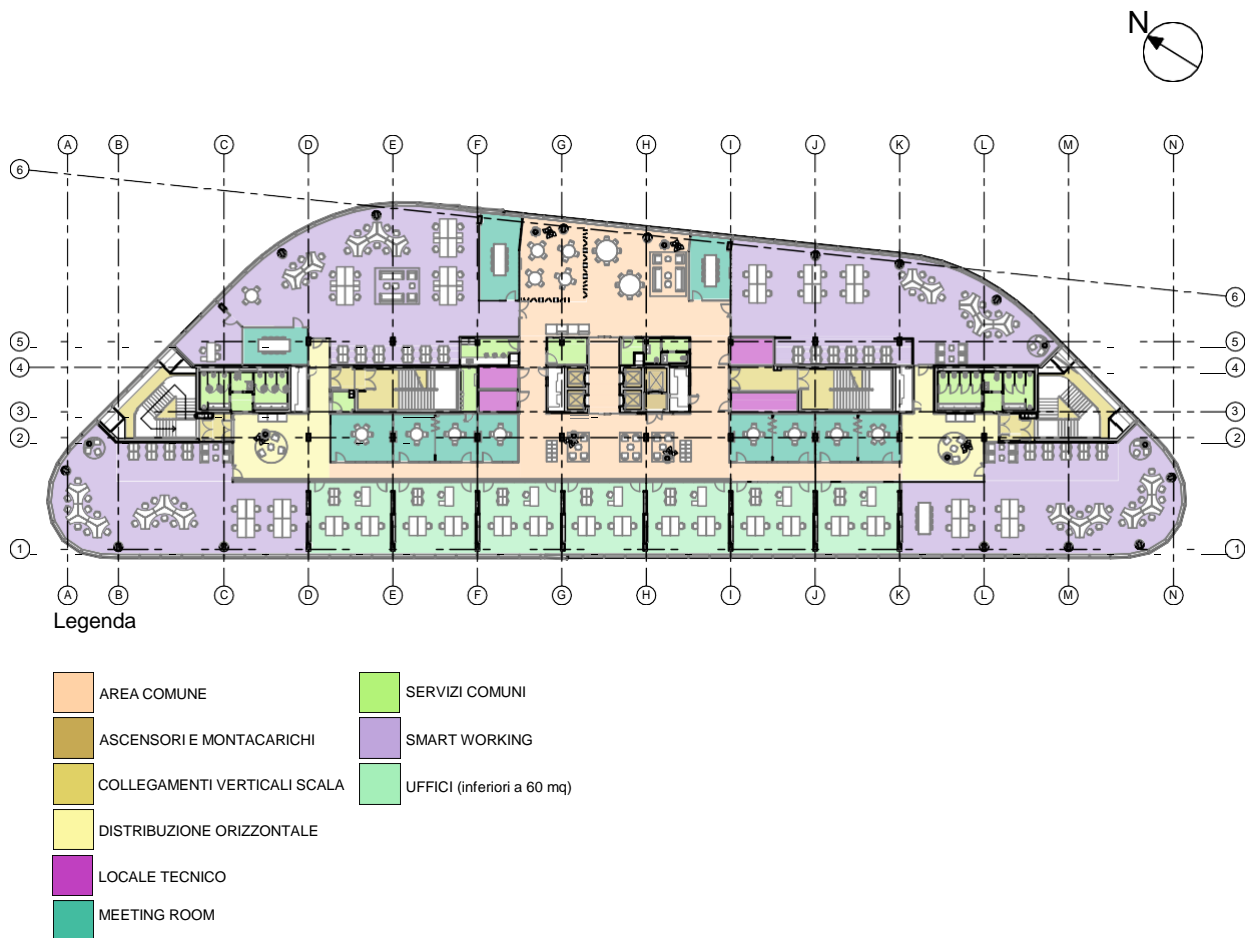 N
A B C D E F G H I J K L M N
6
6
5 5
4 4
3 3
2 2
1 1
A B C D E F G H I J K L M N
Legenda
AREA COMUNE
ASCENSORI E MONTACARICHI
COLLEGAMENTI VERTICALI SCALA
DISTRIBUZIONE ORIZZONTALE
LOCALE TECNICO
MEETING ROOM
SERVIZI COMUNI
SMART WORKING
UFFICI (inferiori a 60 mq)